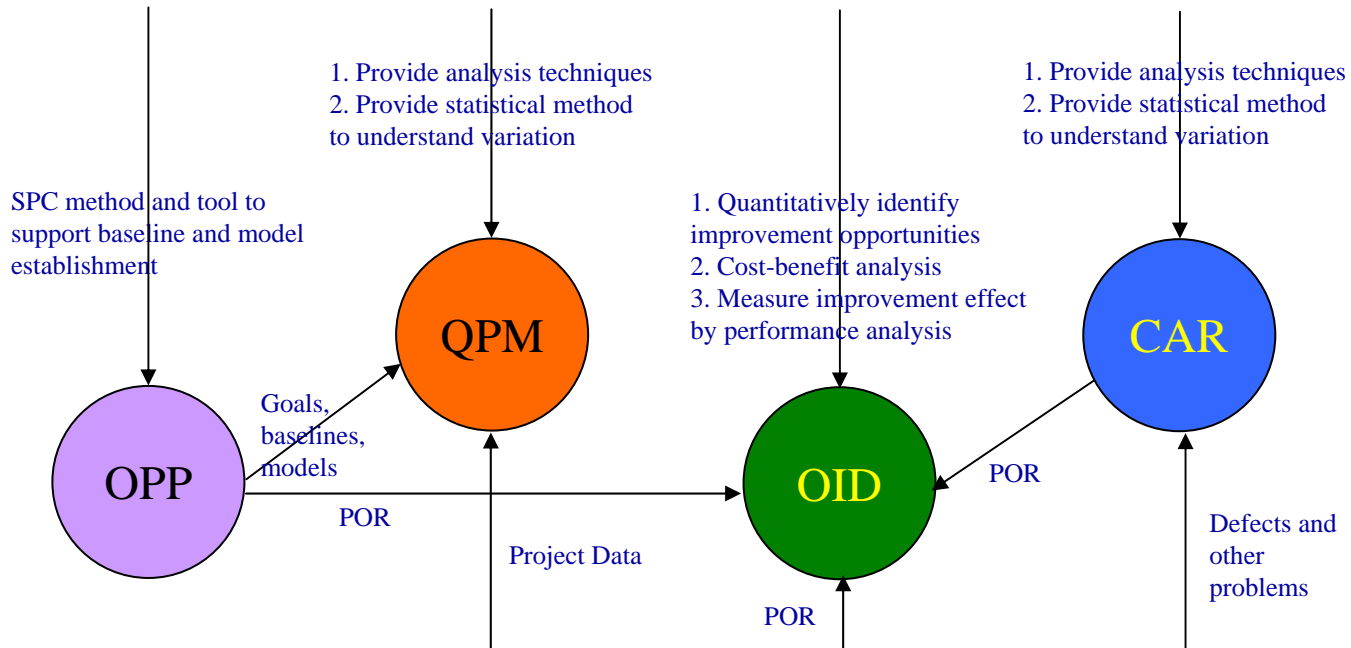 1. Provide analysis techniques
2. Provide statistical method
to understand variation
1. Provide analysis techniques
2. Provide statistical method
to understand variation
SPC method and tool to
support baseline and model
establishment
1. Quantitatively identify
improvement opportunities
2. Cost-benefit analysis
3. Measure improvement effect
by performance analysis
QPM
CAR
Goals,
baselines,
models
OPP
OID
POR
POR
Project Data
Defects and
other
problems
POR